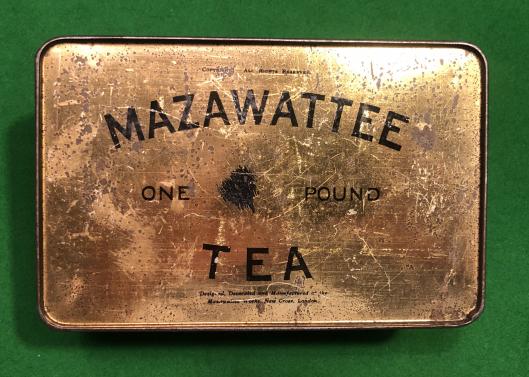 Copyright All Rights Reserved.
MAZAWATTEE
ONE POUND
TEA
Designed, Decorated and Manufactured at the
Mazawattee Works, New Cross, London.